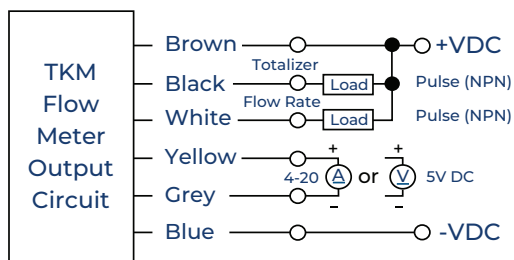 TKM
Flow
Meter
Output
Circuit
Brown +VDC
Totalizer
Black Load Pulse (NPN)
Flow Rate
White Load Pulse (NPN)
Yellow + +
4-20 A or V 5V DC
Grey - -
Blue -VDC